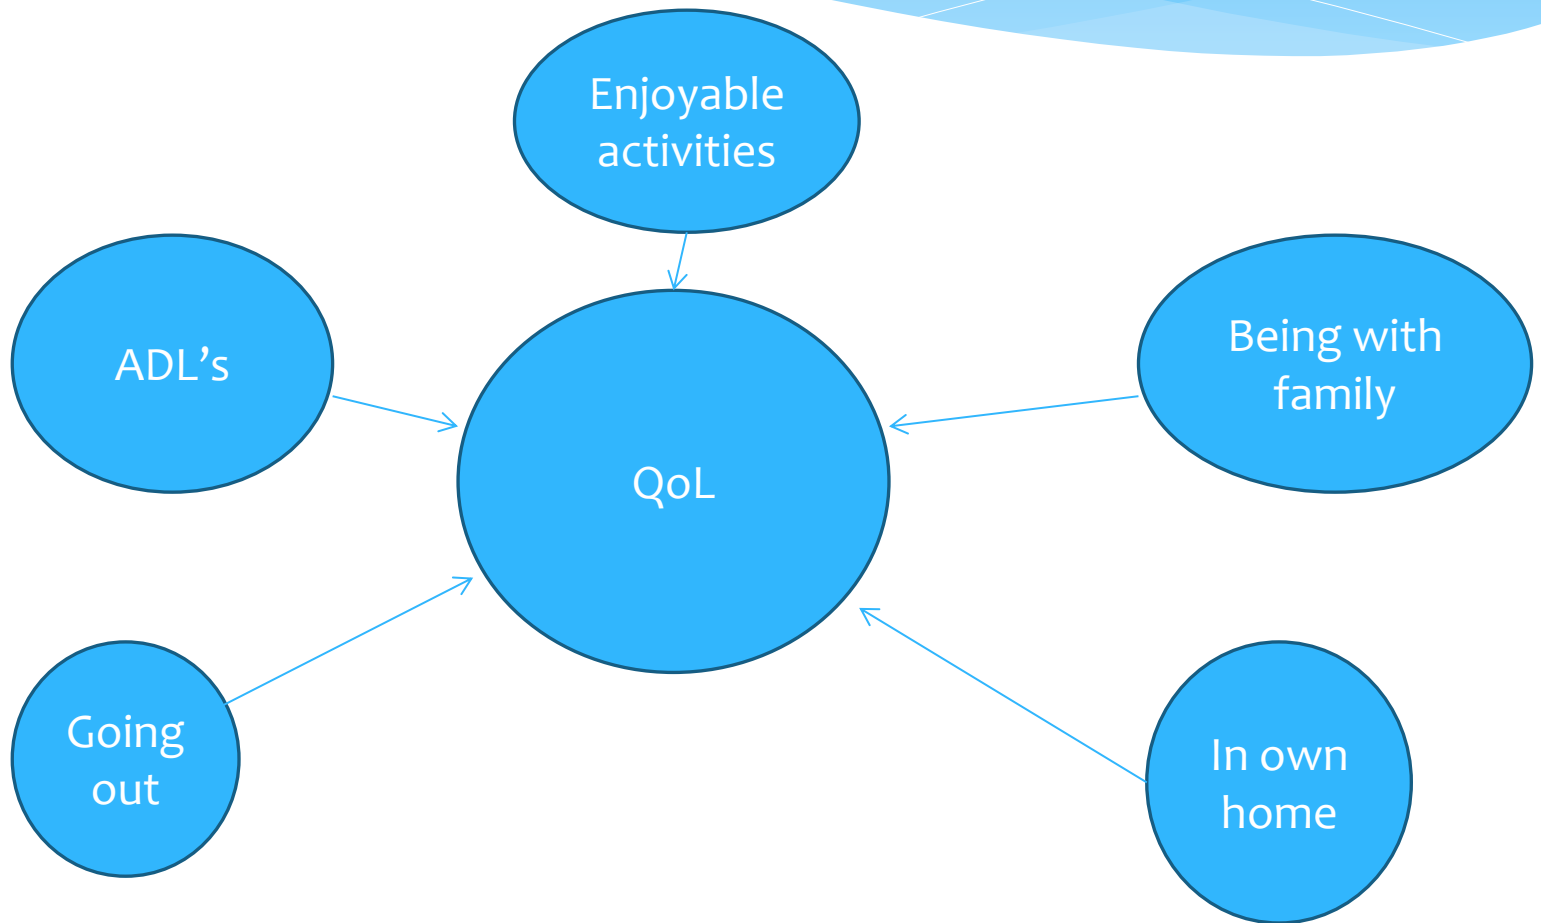 Enjoyable
activities
ADL’s
Being with
family
QoL
Going
out
In own
home